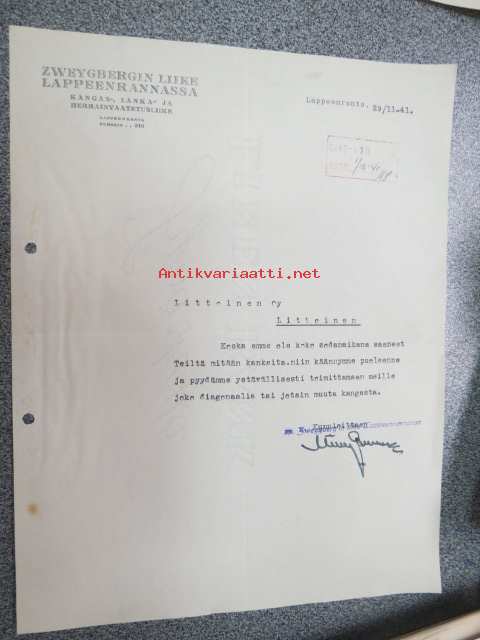 ZWEYGBERGIN LIIKE
LAPPEENRANNASSA
KANGAS-, LANKA- JA
HERRAINVAATETUSLIIKE
LAPPEENRANTA
Lappeenranta, 29/11-41.
Antikvariaatti.net
Littoinen Oy
Littoinen
Koska emme ole koko sodanaikana saaneet
Teiltä mitään kankaita, niin käännymme puoleenne
ja pyydämme ystävällisesti toimittamaan meille
joko diagonaalia tai jotain muuta kangasta.
Kunnioittaen